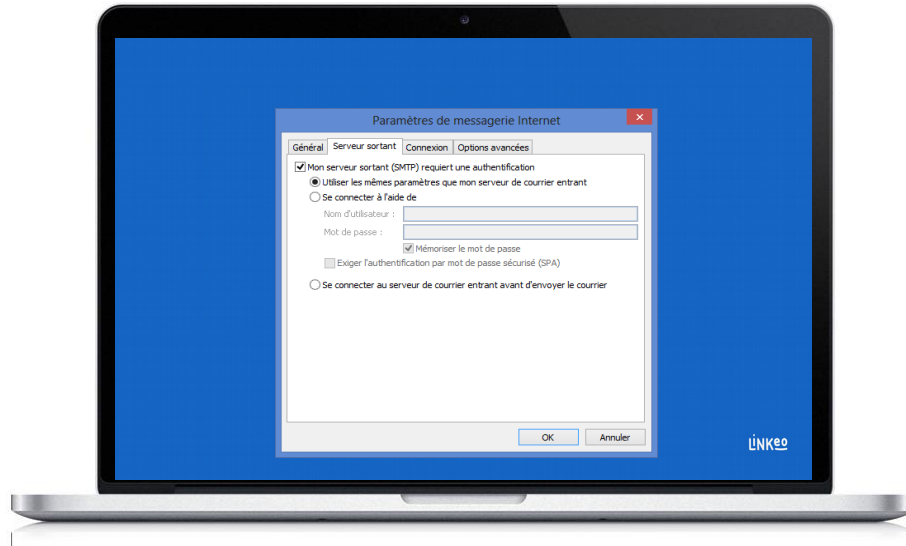 Paramètres de messagerie Internet
Général Serveur sortant Connexion Options avancées
Mon serveur sortant (SMTP) requiert une authentification
Utiliser les mêmes paramètres que mon serveur de courrier entrant
Se connecter à l'aide de
Nom d'utilisateur :
Mot de passe :
Mémoriser le mot de passe
Exiger l'authentification par mot de passe sécurisé (SPA)
Se connecter au serveur de courrier entrant avant d'envoyer le courrier
OK Annuler
LiNKeo